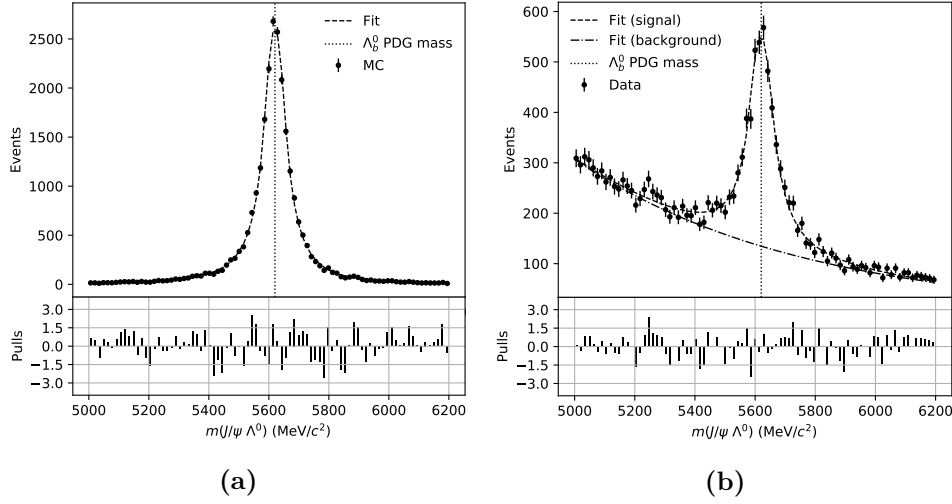 Fit
Λ_b^0 PDG mass
MC
2500
2000
1500
1000
500
0
Events
3.0
1.5
0.0
−1.5
−3.0
Pulls
5000 5200 5400 5600 5800 6000 6200
m(J/ψ Λ^0) (MeV/c^2)
(a)
Fit (signal)
Fit (background)
Λ_b^0 PDG mass
Data
600
500
400
300
200
100
Events
3.0
1.5
0.0
−1.5
−3.0
Pulls
5000 5200 5400 5600 5800 6000 6200
m(J/ψ Λ^0) (MeV/c^2)
(b)